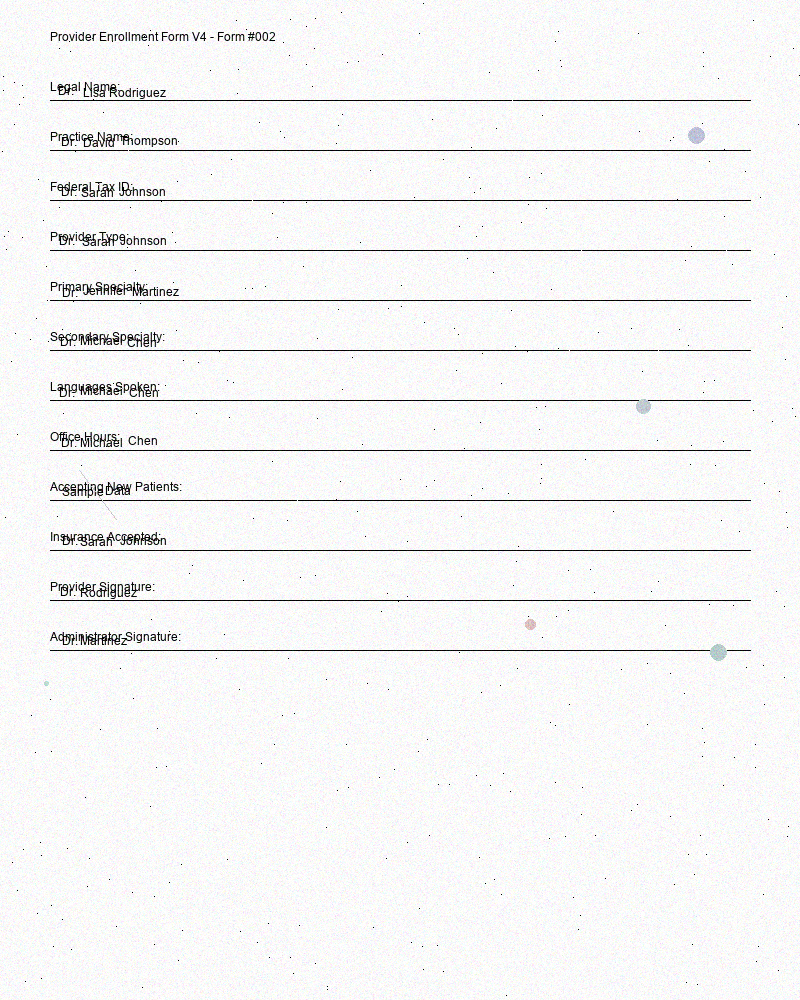 Provider Enrollment Form V4 - Form #002
Legal Name:
Dr. Lisa Rodriguez
Practice Name:
Dr. David Thompson
Federal Tax ID:
Dr. Sarah Johnson
Provider Type:
Dr. Sarah Johnson
Primary Specialty:
Dr. Jennifer Martinez
Secondary Specialty:
Dr. Michael Chen
Languages Spoken:
Dr. Michael Chen
Office Hours:
Dr. Michael Chen
Accepting New Patients:
Sample Data
Insurance Accepted:
Dr. Sarah Johnson
Provider Signature:
Dr. Rodriguez
Administrator Signature:
Dr. Martinez